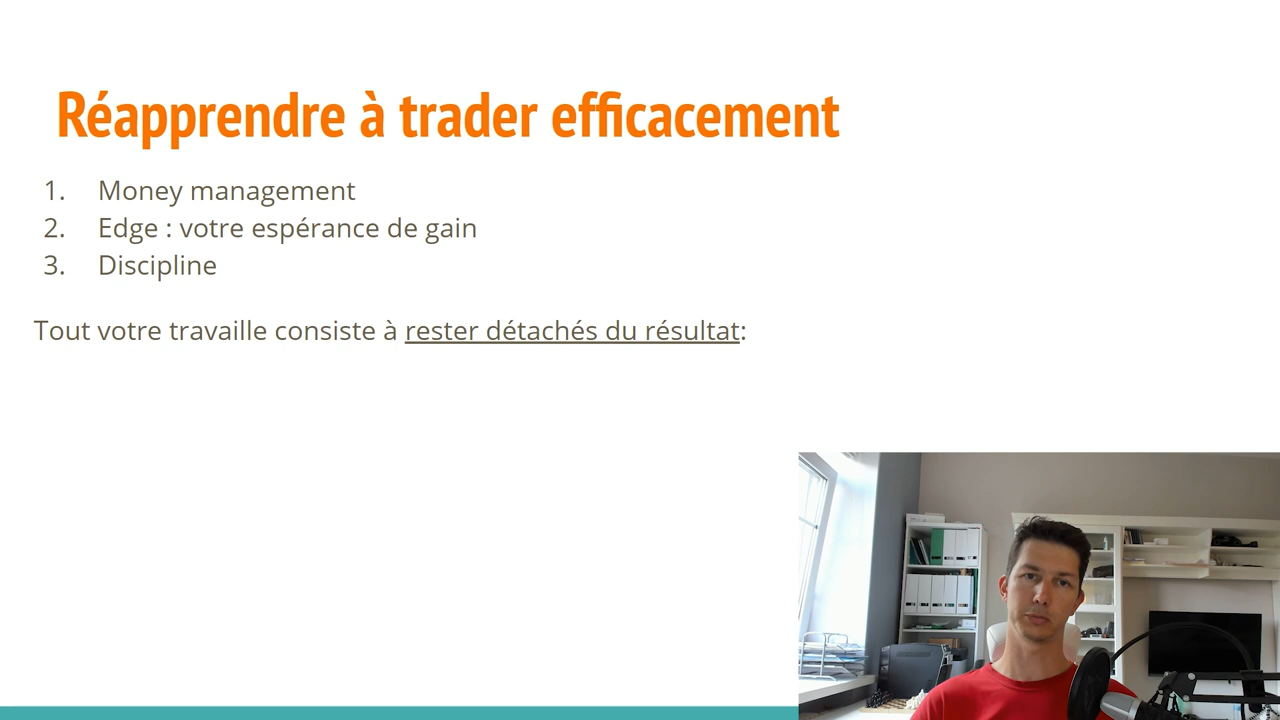 Réapprendre à trader efficacement
1. Money management
2. Edge : votre espérance de gain
3. Discipline
Tout votre travaille consiste à rester détachés du résultat: